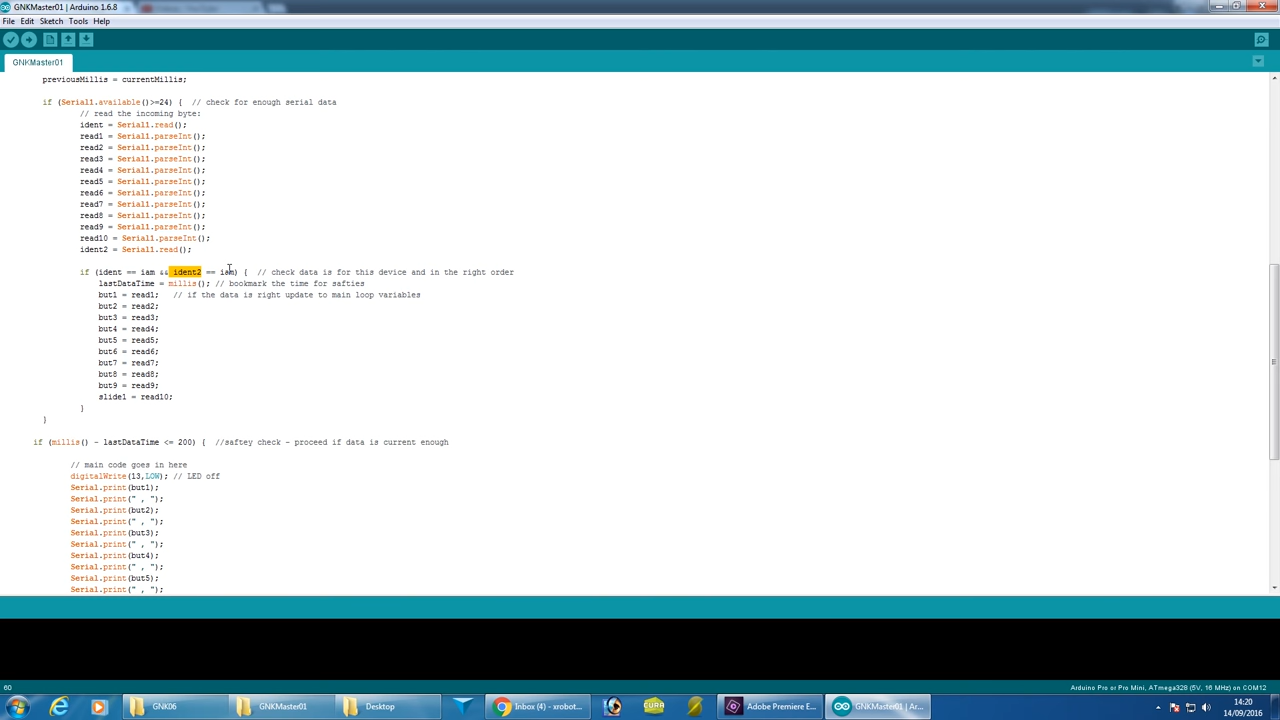 GNKMaster01 | Arduino 1.6.8
File Edit Sketch Tools Help
GNKMaster01
previousMillis = currentMillis;
if (Serial1.available()>=24) {  // check for enough serial data
// read the incoming byte:
ident = Serial1.read();
read1 = Serial1.parseInt();
read2 = Serial1.parseInt();
read3 = Serial1.parseInt();
read4 = Serial1.parseInt();
read5 = Serial1.parseInt();
read6 = Serial1.parseInt();
read7 = Serial1.parseInt();
read8 = Serial1.parseInt();
read9 = Serial1.parseInt();
read10 = Serial1.parseInt();
ident2 = Serial1.read();
if (ident == iam && ident2 == iam) {  // check data is for this device and in the right order
lastDataTime = millis(); // bookmark the time for safties
but1 = read1;   // if the data is right update to main loop variables
but2 = read2;
but3 = read3;
but4 = read4;
but5 = read5;
but6 = read6;
but7 = read7;
but8 = read8;
but9 = read9;
slide1 = read10;
}
}
if (millis() - lastDataTime <= 200) {  //saftey check - proceed if data is current enough
// main code goes in here
digitalWrite(13,LOW); // LED off
Serial.print(but1);
Serial.print(" , ");
Serial.print(but2);
Serial.print(" , ");
Serial.print(but3);
Serial.print(" , ");
Serial.print(but4);
Serial.print(" , ");
Serial.print(but5);
Serial.print(" , ");
60
Arduino Pro or Pro Mini, ATmega328 (5V, 16 MHz) on COM12
GNK06
GNKMaster01
Desktop
Inbox (4) - xrobot...
CURA
Adobe Premiere E...
GNKMaster01 | Ar...
14:20
14/09/2016